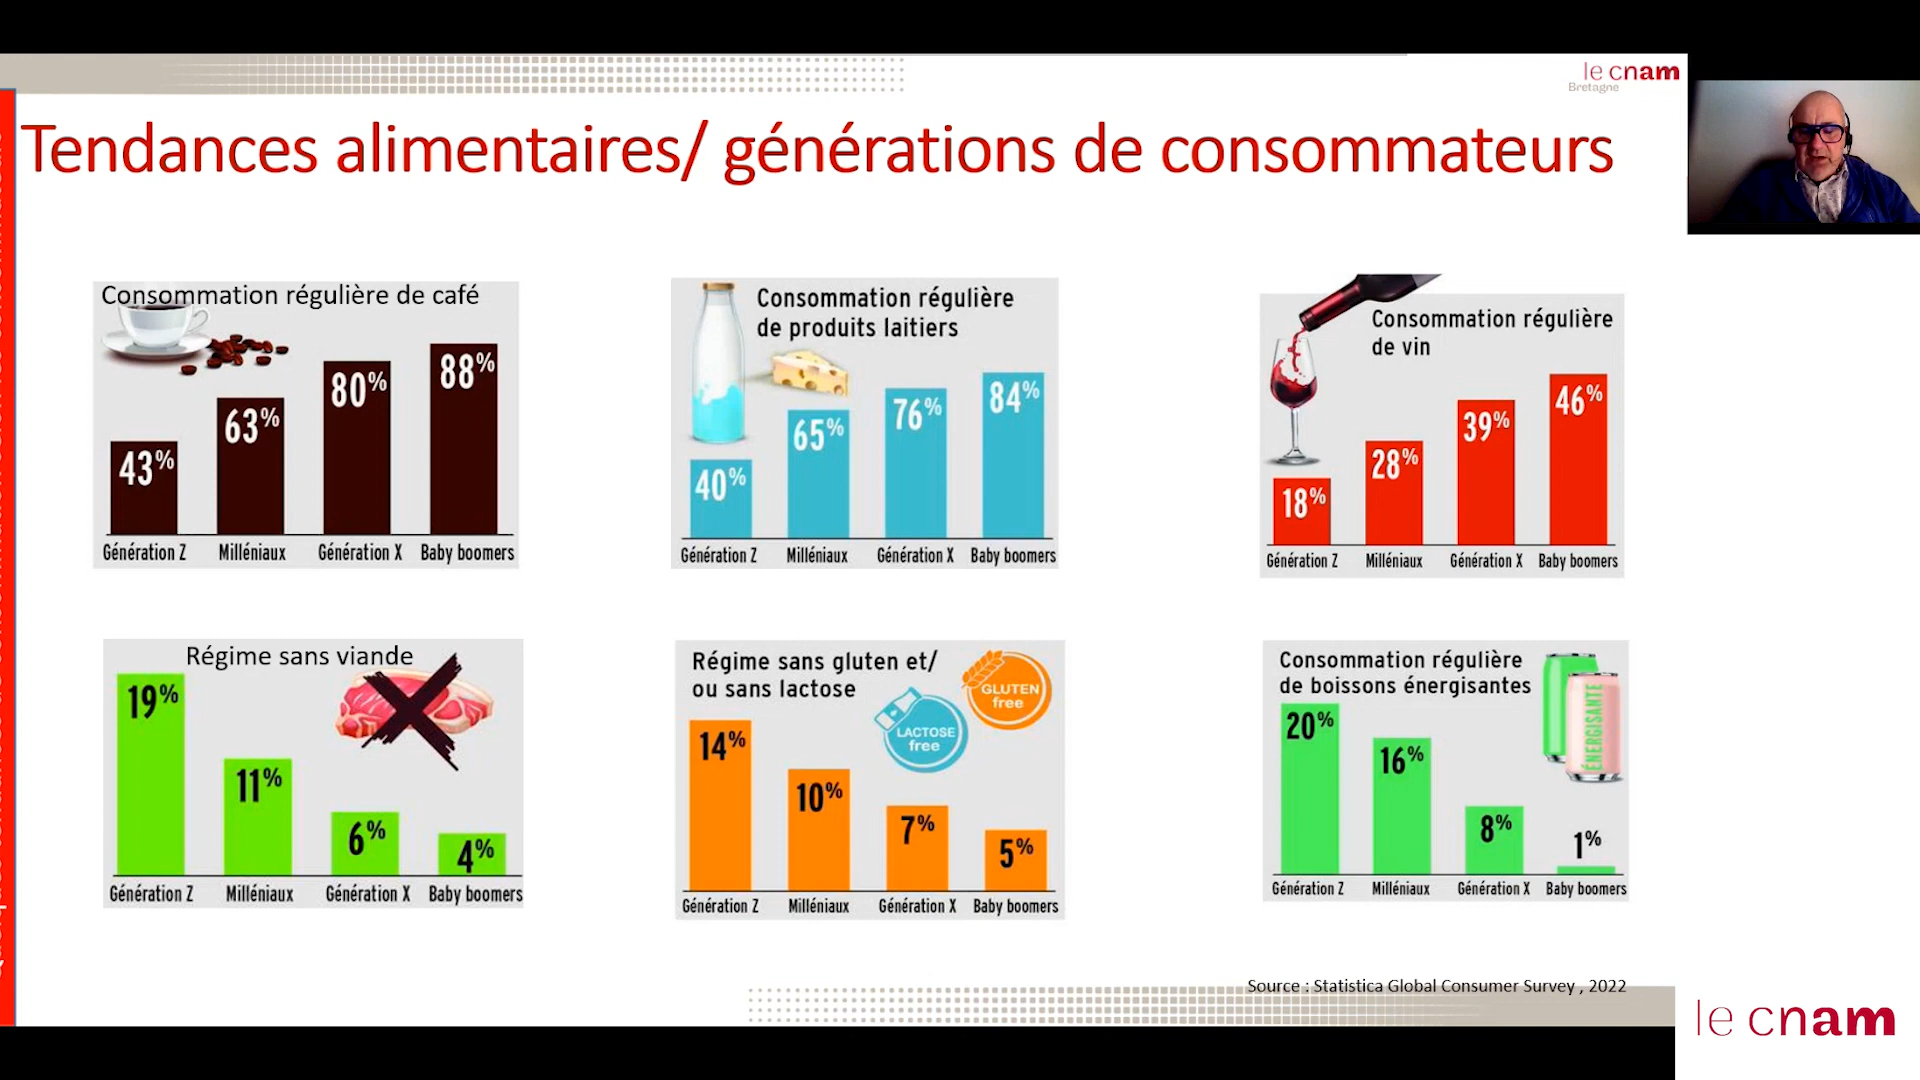 le cnam
Bretagne
Tendances alimentaires/ générations de consommateurs
Consommation régulière de café
43%
63%
80%
88%
Génération Z
Milléniaux
Génération X
Baby boomers
Consommation régulière
de produits laitiers
40%
65%
76%
84%
Génération Z
Milléniaux
Génération X
Baby boomers
Consommation régulière
de vin
18%
28%
39%
46%
Génération Z
Milléniaux
Génération X
Baby boomers
Régime sans viande
19%
11%
6%
4%
Génération Z
Milléniaux
Génération X
Baby boomers
Régime sans gluten et/
ou sans lactose
GLUTEN
free
LACTOSE
free
14%
10%
7%
5%
Génération Z
Milléniaux
Génération X
Baby boomers
Consommation régulière
de boissons énergisantes
ÉNERGISANTE
20%
16%
8%
1%
Génération Z
Milléniaux
Génération X
Baby boomers
Source : Statistica Global Consumer Survey , 2022
le cnam